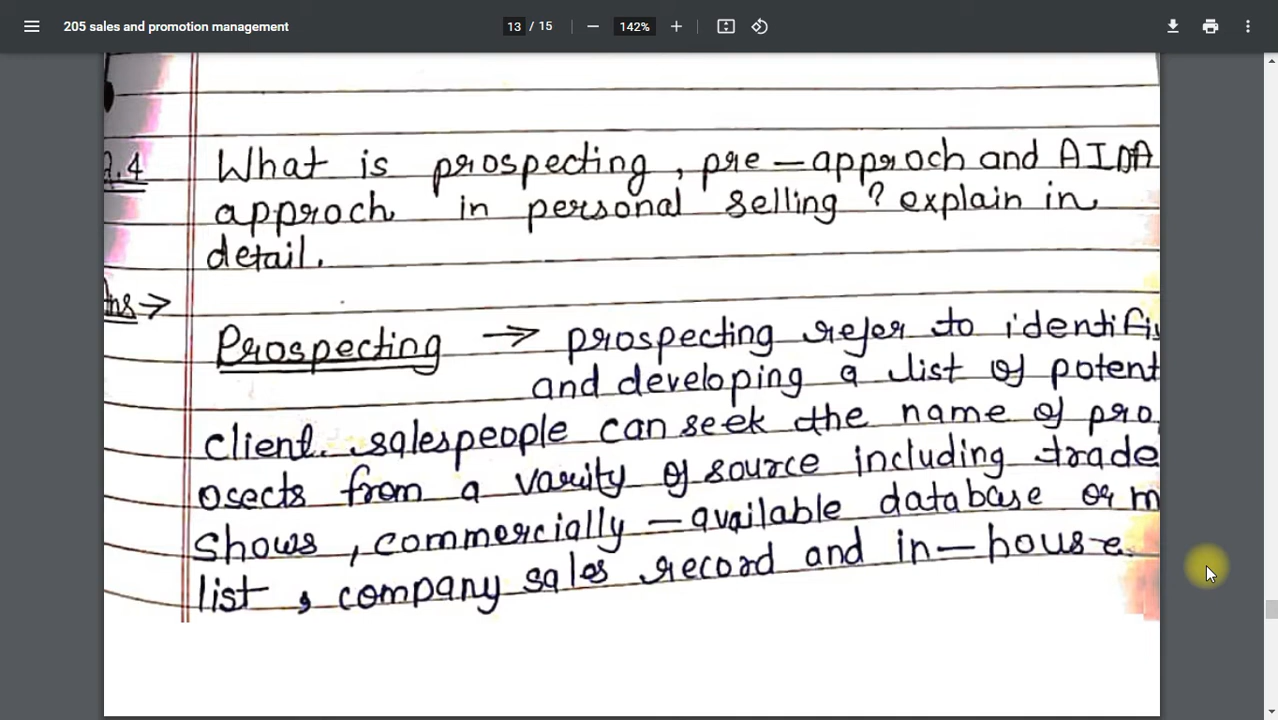 205 sales and promotion management
13 / 15
142%
Q.4 What is prospecting, pre-approch and AIDA
approch in personal selling ? explain in
detail.
Ans →
Prospecting → prospecting refer to identifi
and developing a list of potent
client. salespeople can seek the name of pro
osects from a varity of source including trade
shows, commercially-available database or m
list, company sales record and in-house.